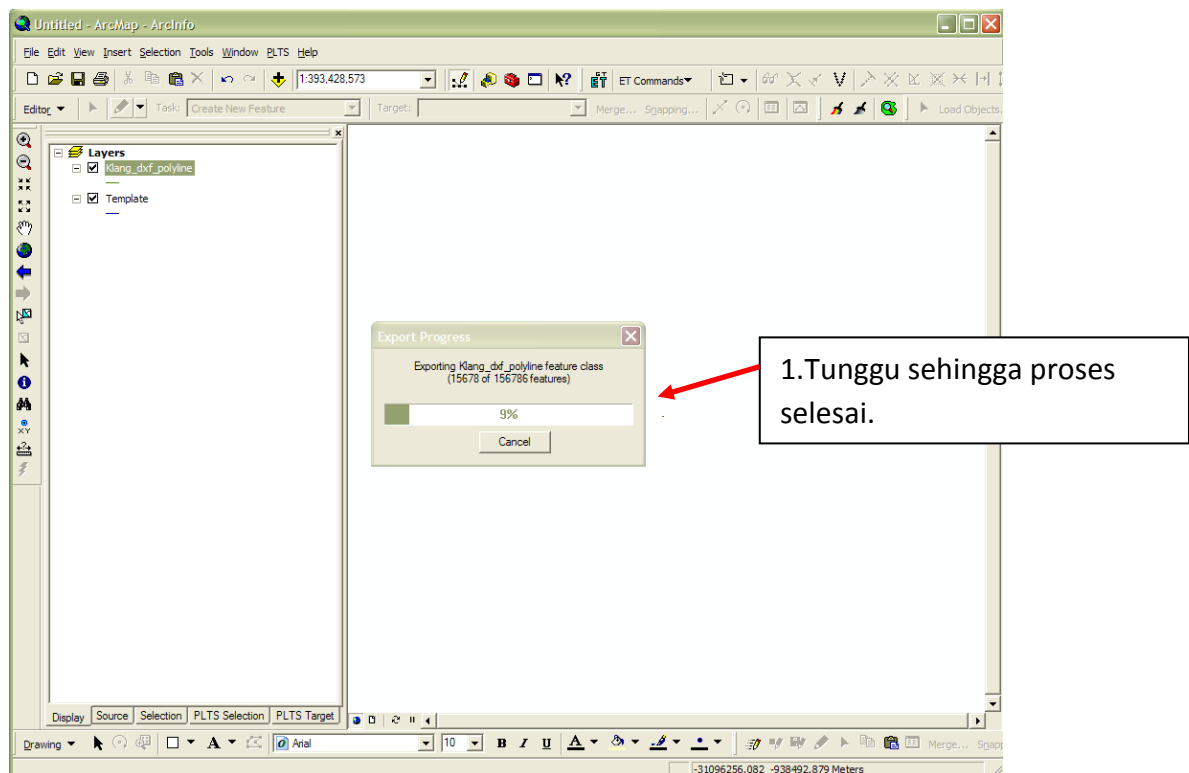 Untitled - ArcMap - ArcInfo
File Edit View Insert Selection Tools Window PLTS Help
1:393,428,573 ET Commands
Editor Task: Create New Feature Target: Merge... Snapping... Load Objects.
Layers
Klang_dxf_polyline
Template
Export Progress
Exporting Klang_dxf_polyline feature class
(15678 of 156786 features)
9%
Cancel
1.Tunggu sehingga proses
selesai.
Display Source Selection PLTS Selection PLTS Target
Drawing A Arial 10 B I U A Merge... Snap
-31096256.082 -938492.879 Meters